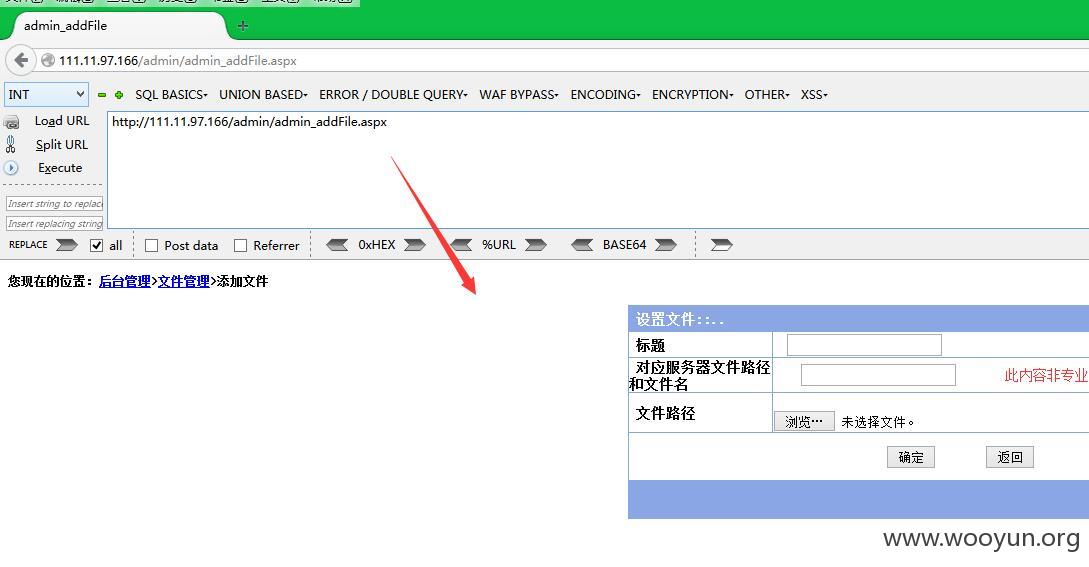 admin_addFile
111.11.97.166/admin/admin_addFile.aspx
INT SQL BASICS UNION BASED ERROR / DOUBLE QUERY WAF BYPASS ENCODING ENCRYPTION OTHER XSS
Load URL http://111.11.97.166/admin/admin_addFile.aspx
Split URL
Execute
Insert string to replace
Insert replacing string
REPLACE all Post data Referrer 0xHEX %URL BASE64
您现在的位置：后台管理>文件管理>添加文件
设置文件::..
标题
对应服务器文件路径
和文件名
此内容非专业
文件路径
浏览… 未选择文件。
确定 返回
www.wooyun.org